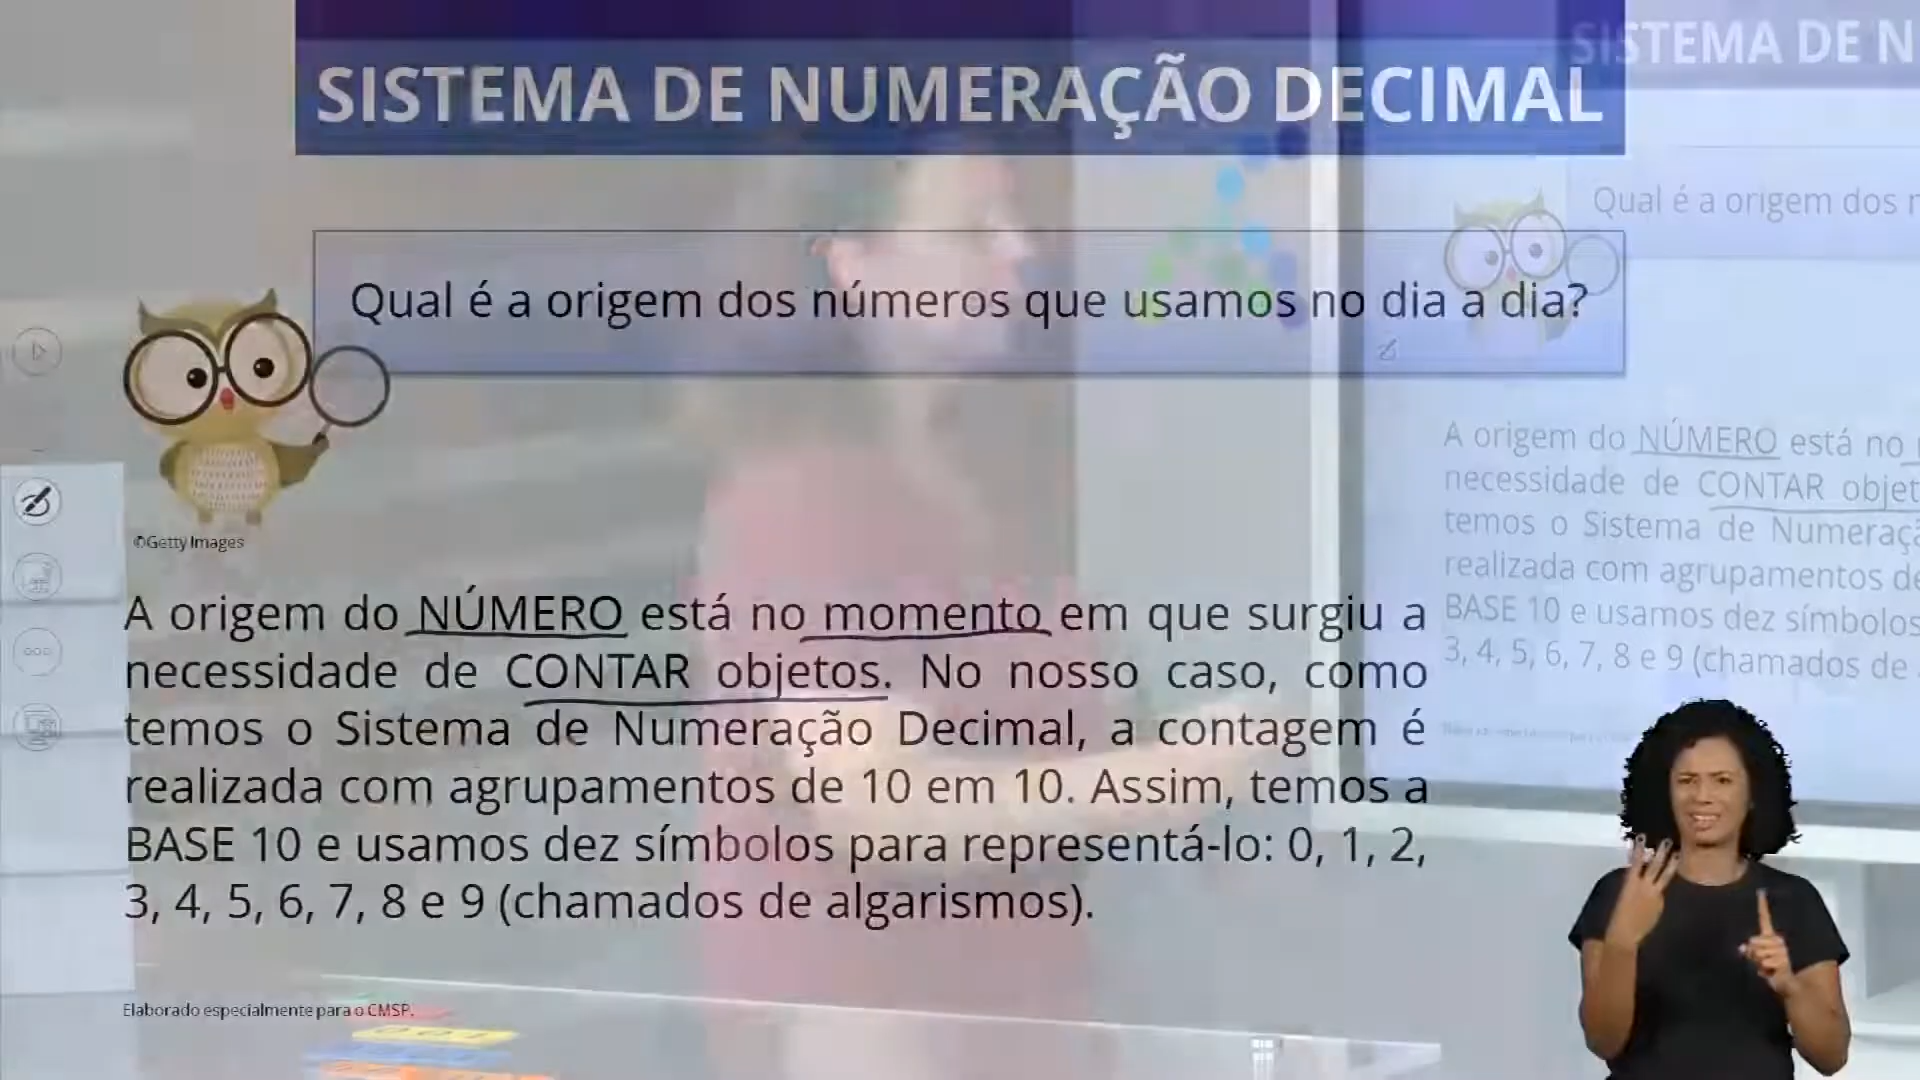 SISTEMA DE NUMERAÇÃO DECIMAL
Qual é a origem dos números que usamos no dia a dia?
©Getty Images
A origem do NÚMERO está no momento em que surgiu a
necessidade de CONTAR objetos. No nosso caso, como
temos o Sistema de Numeração Decimal, a contagem é
realizada com agrupamentos de 10 em 10. Assim, temos a
BASE 10 e usamos dez símbolos para representá-lo: 0, 1, 2,
3, 4, 5, 6, 7, 8 e 9 (chamados de algarismos).
Elaborado especialmente para o CMSP.
SISTEMA DE N
Qual é a origem dos
A origem do NÚMERO está no
necessidade de CONTAR objet
temos o Sistema de Numeraç
realizada com agrupamentos de
BASE 10 e usamos dez símbolos
3, 4, 5, 6, 7, 8 e 9 (chamados de